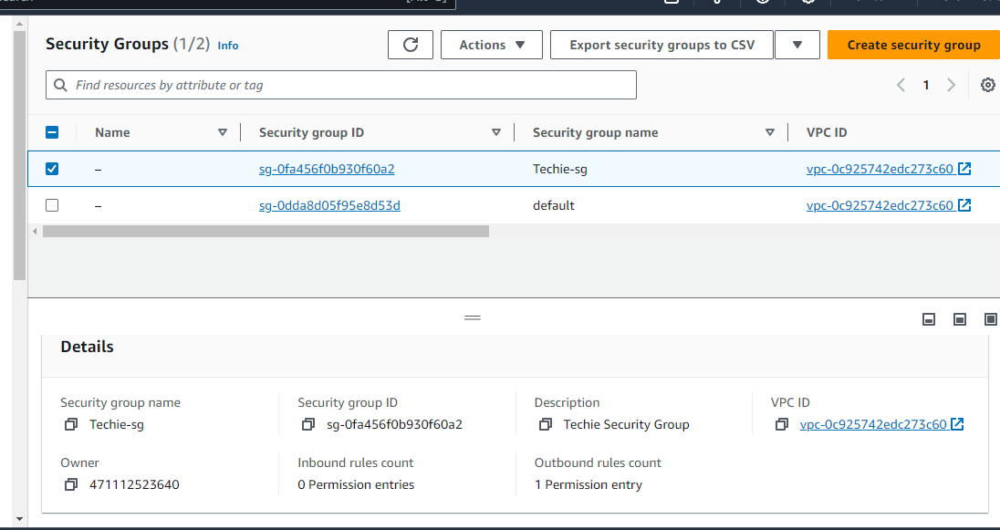 Security Groups (1/2) Info
Actions
Export security groups to CSV
Create security group
Find resources by attribute or tag
1
Name
Security group ID
Security group name
VPC ID
–
sg-0fa456f0b930f60a2
Techie-sg
vpc-0c925742edc273c60
–
sg-0dda8d05f95e8d53d
default
vpc-0c925742edc273c60
Details
Security group name
Security group ID
Description
VPC ID
Techie-sg
sg-0fa456f0b930f60a2
Techie Security Group
vpc-0c925742edc273c60
Owner
Inbound rules count
Outbound rules count
471112523640
0 Permission entries
1 Permission entry